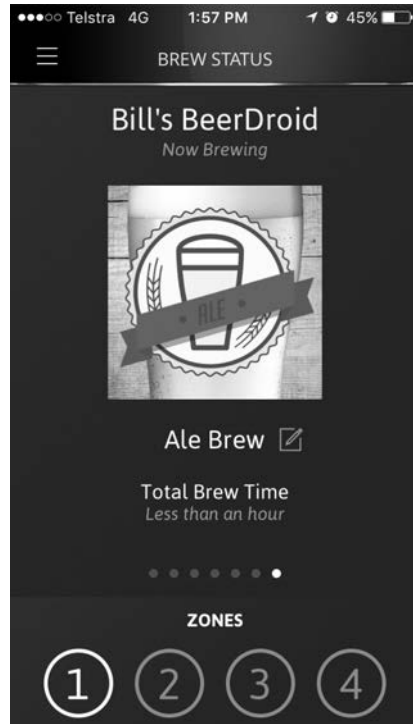 Telstra 4G 1:57 PM 45%
BREW STATUS
Bill's BeerDroid
Now Brewing
ALE
Ale Brew
Total Brew Time
Less than an hour
ZONES
1 2 3 4